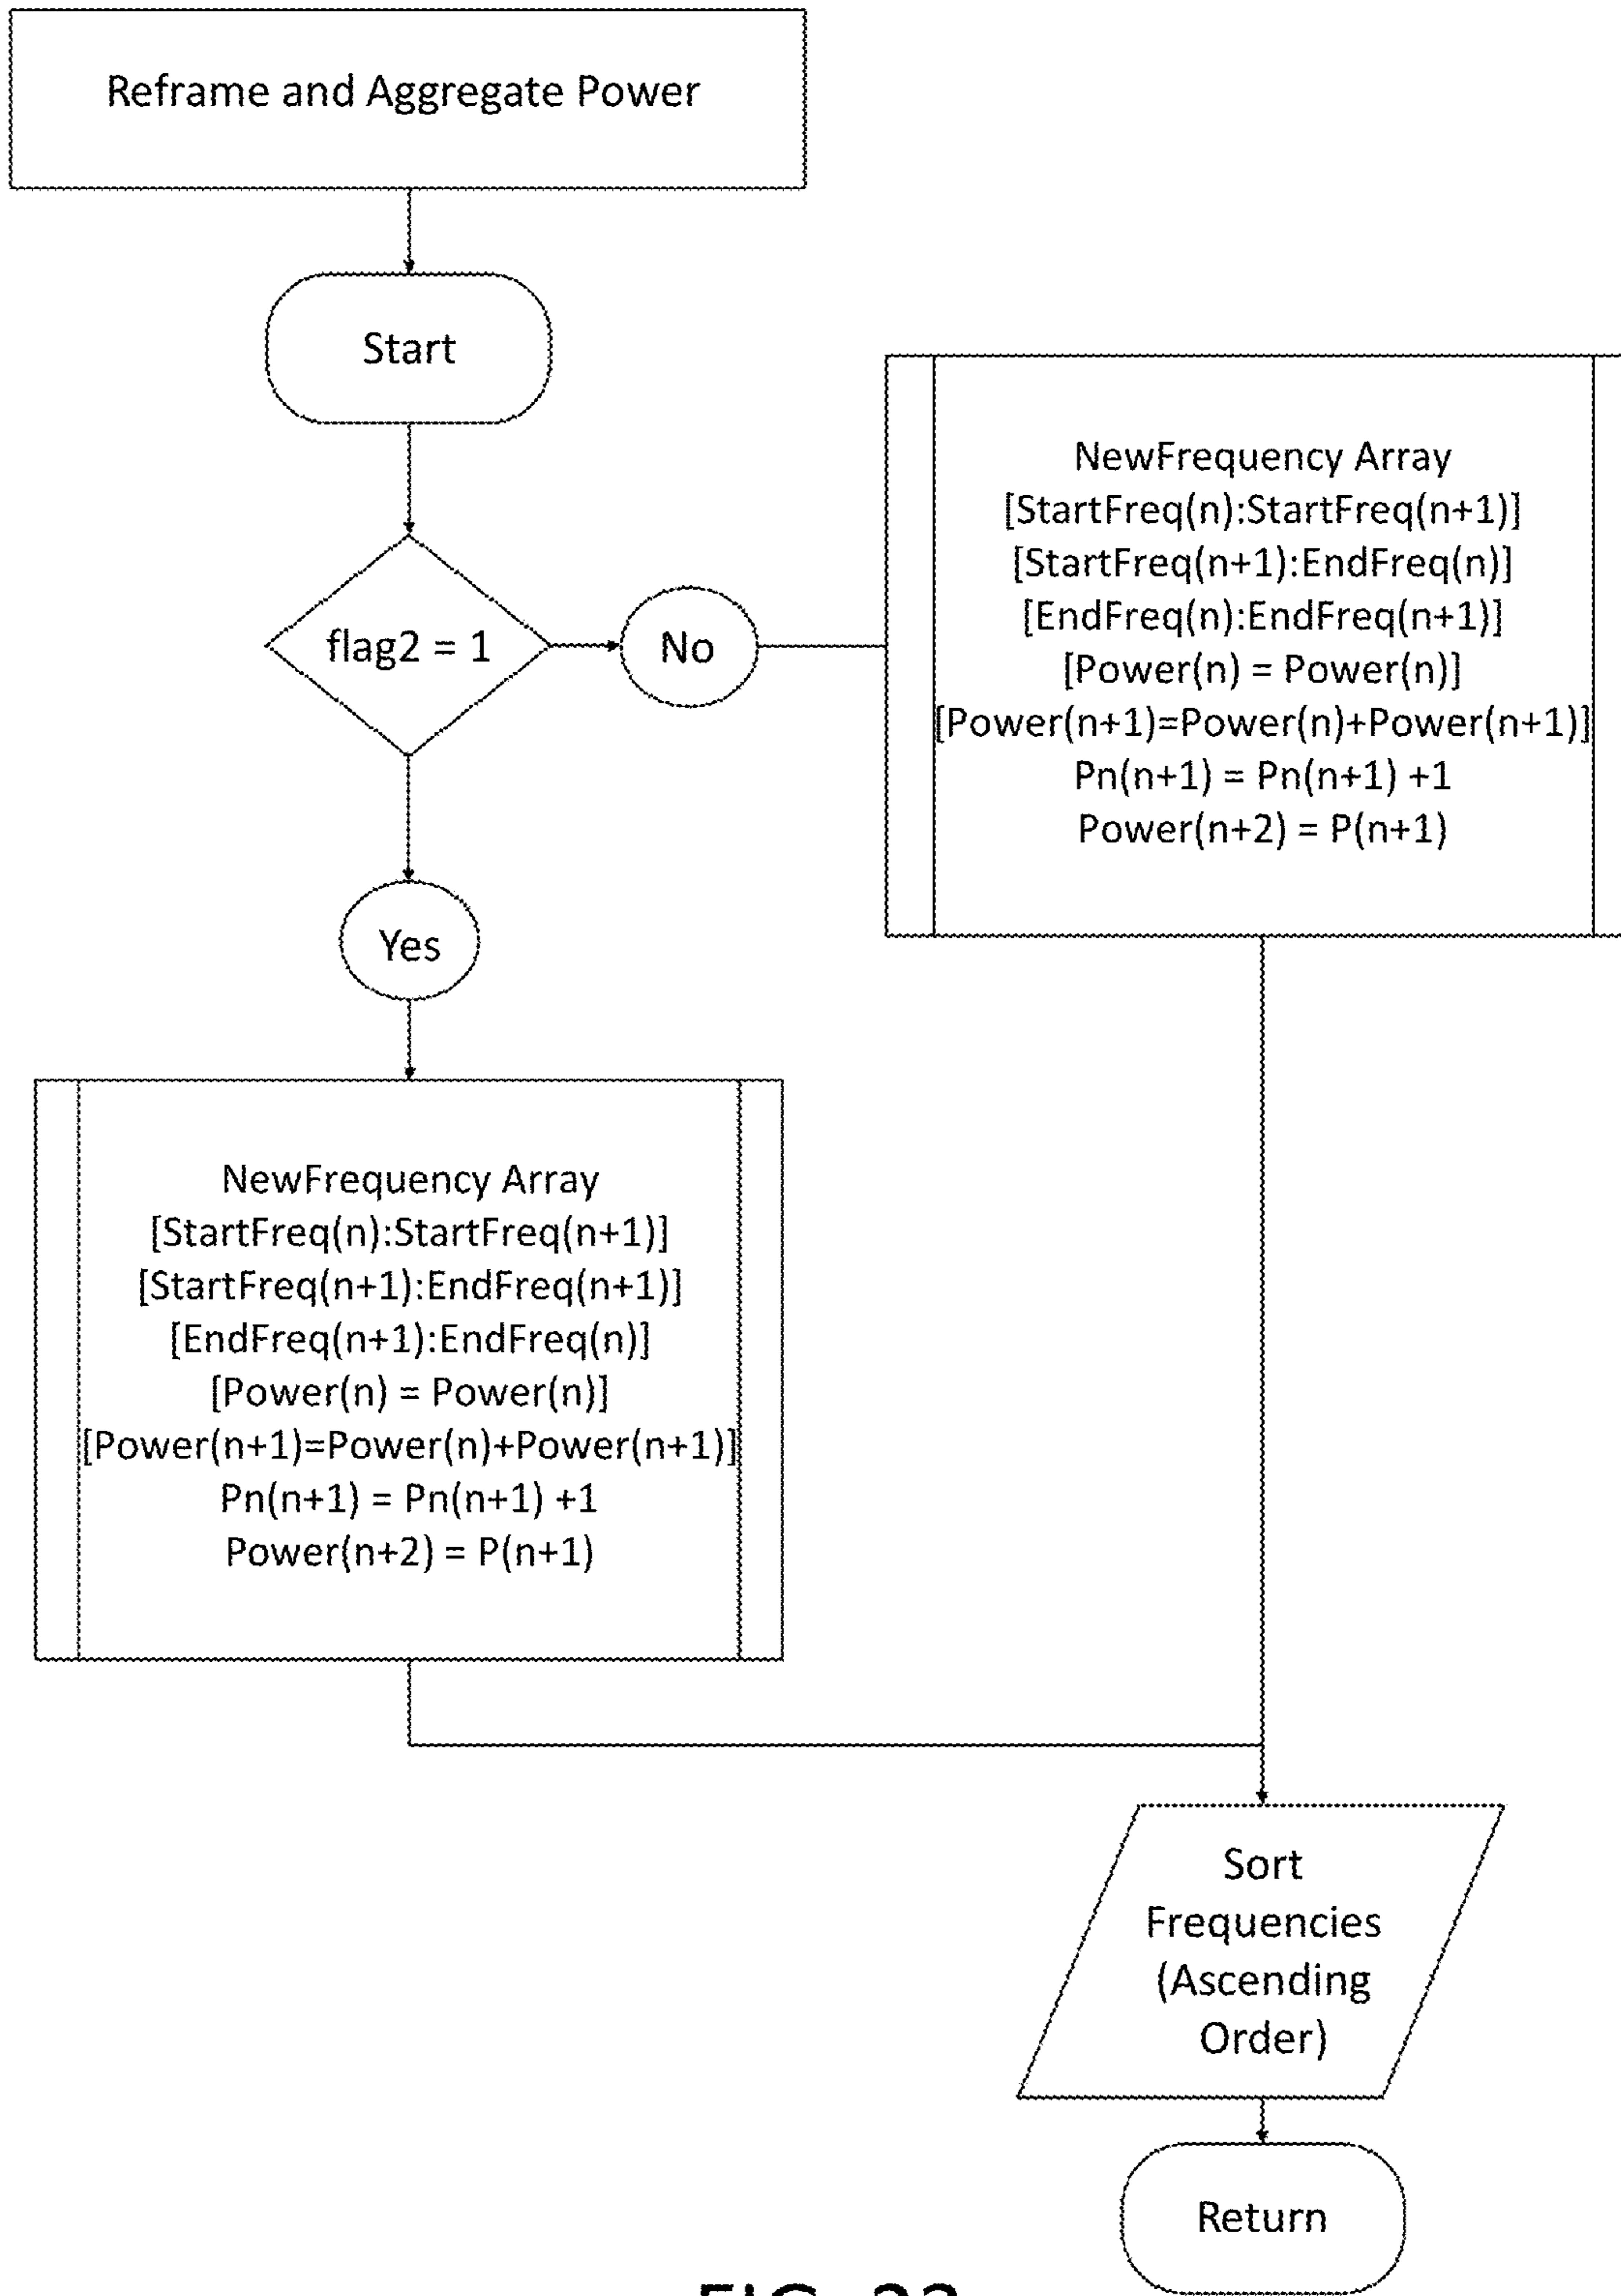 Reframe and Aggregate Power
Start
flag2 = 1
No
NewFrequency Array
[StartFreq(n):StartFreq(n+1)]
[StartFreq(n+1):EndFreq(n)]
[EndFreq(n):EndFreq(n+1)]
[Power(n) = Power(n)]
[Power(n+1)=Power(n)+Power(n+1)]
Pn(n+1) = Pn(n+1) +1
Power(n+2) = P(n+1)
Yes
NewFrequency Array
[StartFreq(n):StartFreq(n+1)]
[StartFreq(n+1):EndFreq(n+1)]
[EndFreq(n+1):EndFreq(n)]
[Power(n) = Power(n)]
[Power(n+1)=Power(n)+Power(n+1)]
Pn(n+1) = Pn(n+1) +1
Power(n+2) = P(n+1)
Sort
Frequencies
(Ascending
Order)
Return